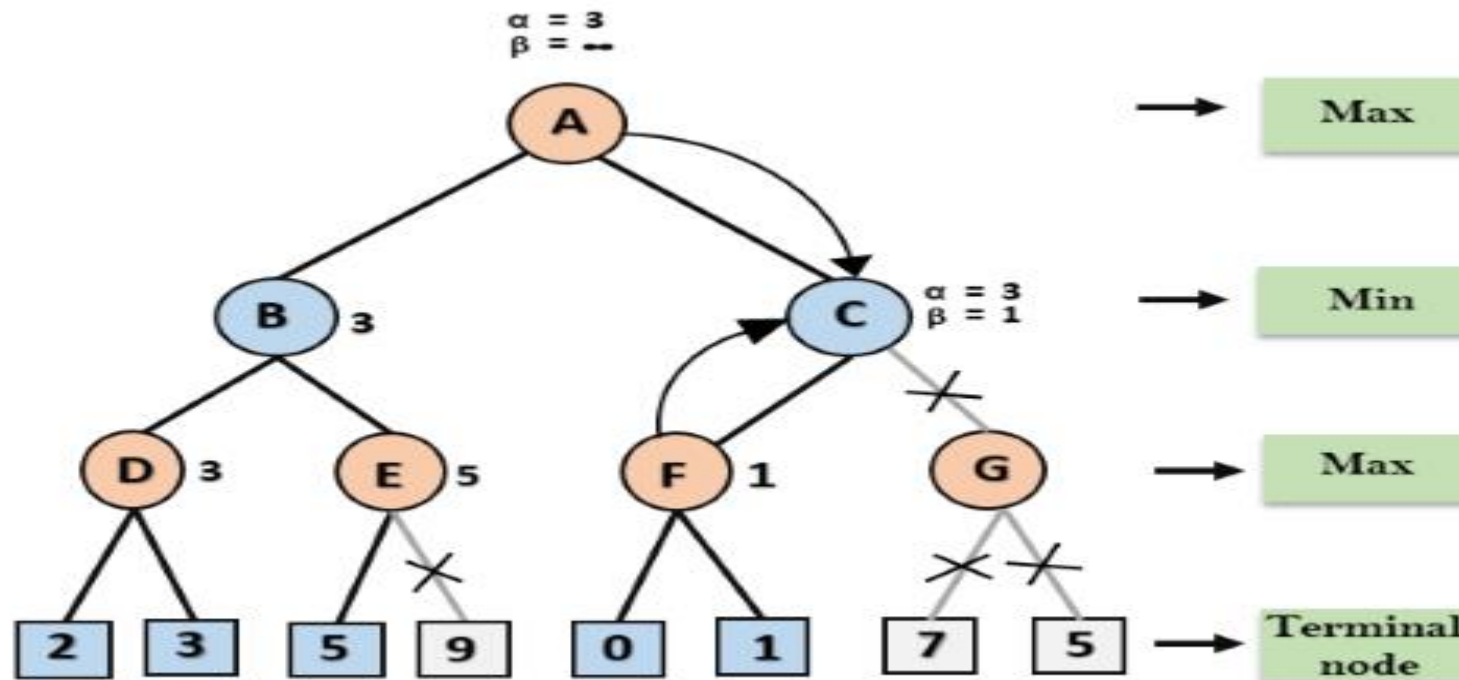 α = 3
β = ∞
A
Max
B
3
C
α = 3
β = 1
Min
D
3
E
5
F
1
G
Max
2
3
5
9
0
1
7
5
Terminal
node